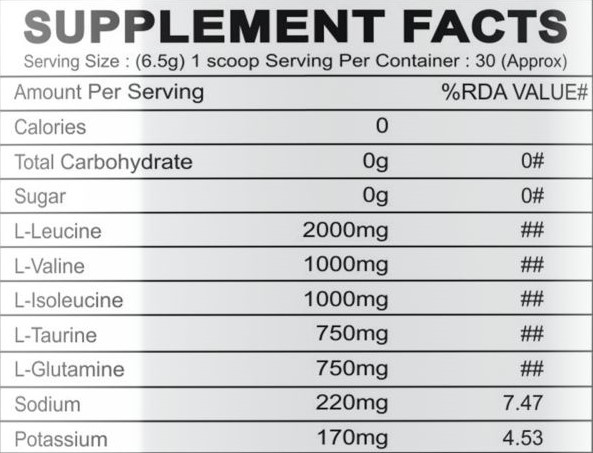 SUPPLEMENT FACTS
Serving Size : (6.5g) 1 scoop Serving Per Container : 30 (Approx)
Amount Per Serving %RDA VALUE#
Calories 0
Total Carbohydrate 0g 0#
Sugar 0g 0#
L-Leucine 2000mg ##
L-Valine 1000mg ##
L-Isoleucine 1000mg ##
L-Taurine 750mg ##
L-Glutamine 750mg ##
Sodium 220mg 7.47
Potassium 170mg 4.53